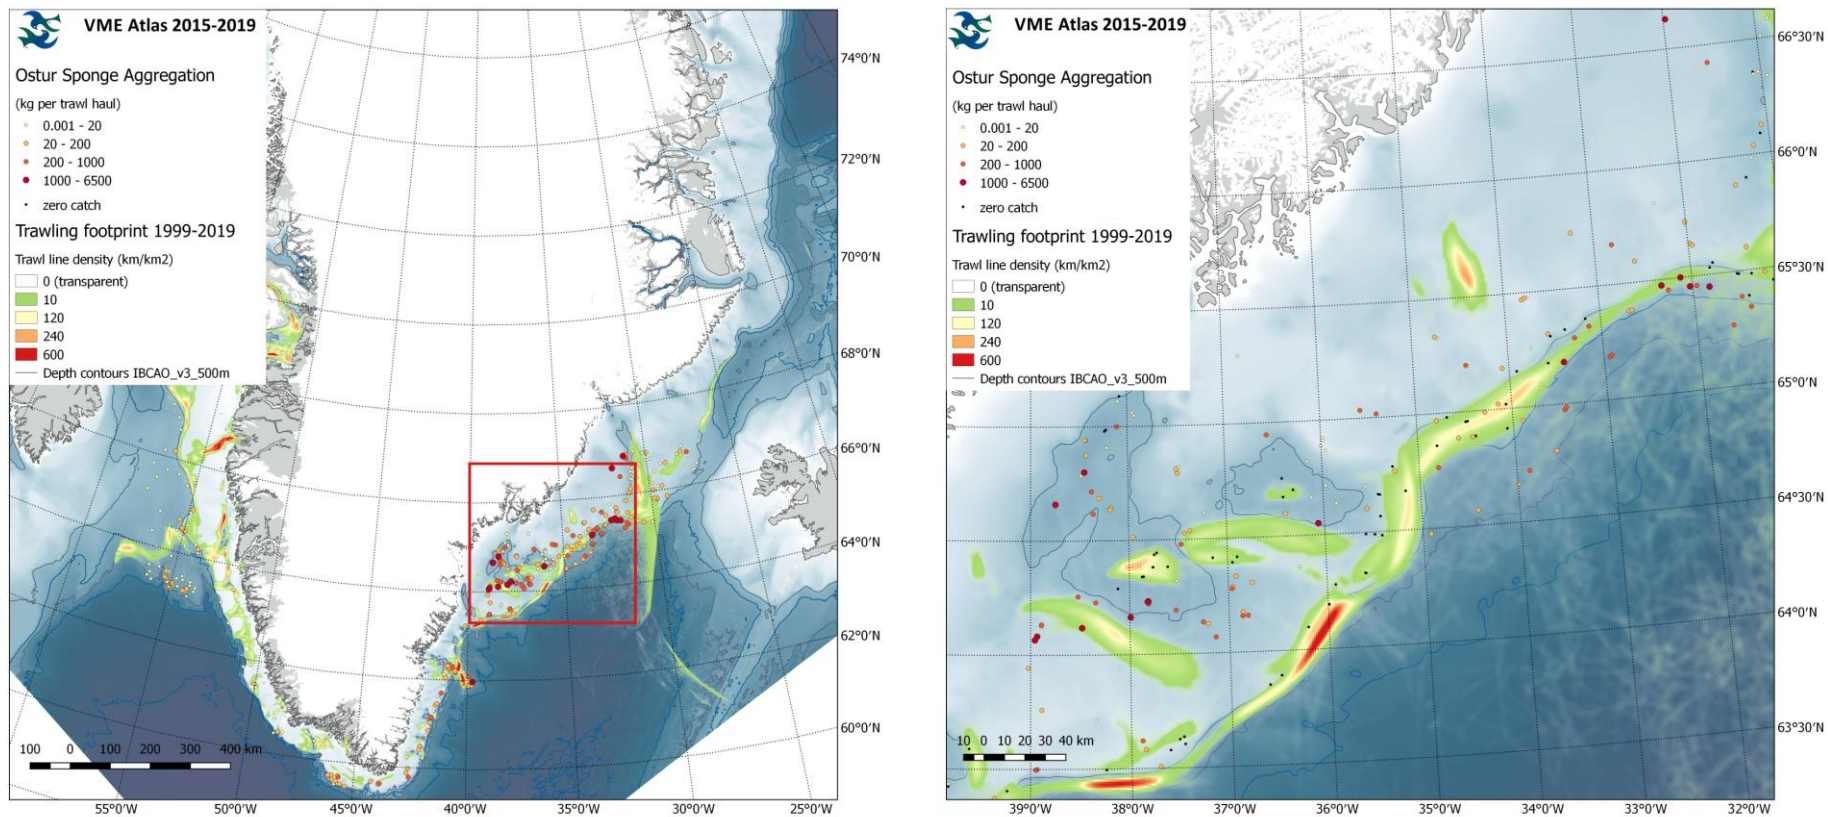 VME Atlas 2015-2019
Ostur Sponge Aggregation
(kg per trawl haul)
0.001 - 20
20 - 200
200 - 1000
1000 - 6500
zero catch
Trawling footprint 1999-2019
Trawl line density (km/km2)
0 (transparent)
10
120
240
600
Depth contours IBCAO_v3_500m
100 0 100 200 300 400 km
74°0'N
72°0'N
70°0'N
68°0'N
66°0'N
64°0'N
62°0'N
60°0'N
55°0'W 50°0'W 45°0'W 40°0'W 35°0'W 30°0'W 25°0'W
VME Atlas 2015-2019
Ostur Sponge Aggregation
(kg per trawl haul)
0.001 - 20
20 - 200
200 - 1000
1000 - 6500
zero catch
Trawling footprint 1999-2019
Trawl line density (km/km2)
0 (transparent)
10
120
240
600
Depth contours IBCAO_v3_500m
10 0 10 20 30 40 km
66°30'N
66°0'N
65°30'N
65°0'N
64°30'N
64°0'N
63°30'N
39°0'W 38°0'W 37°0'W 36°0'W 35°0'W 34°0'W 33°0'W 32°0'W